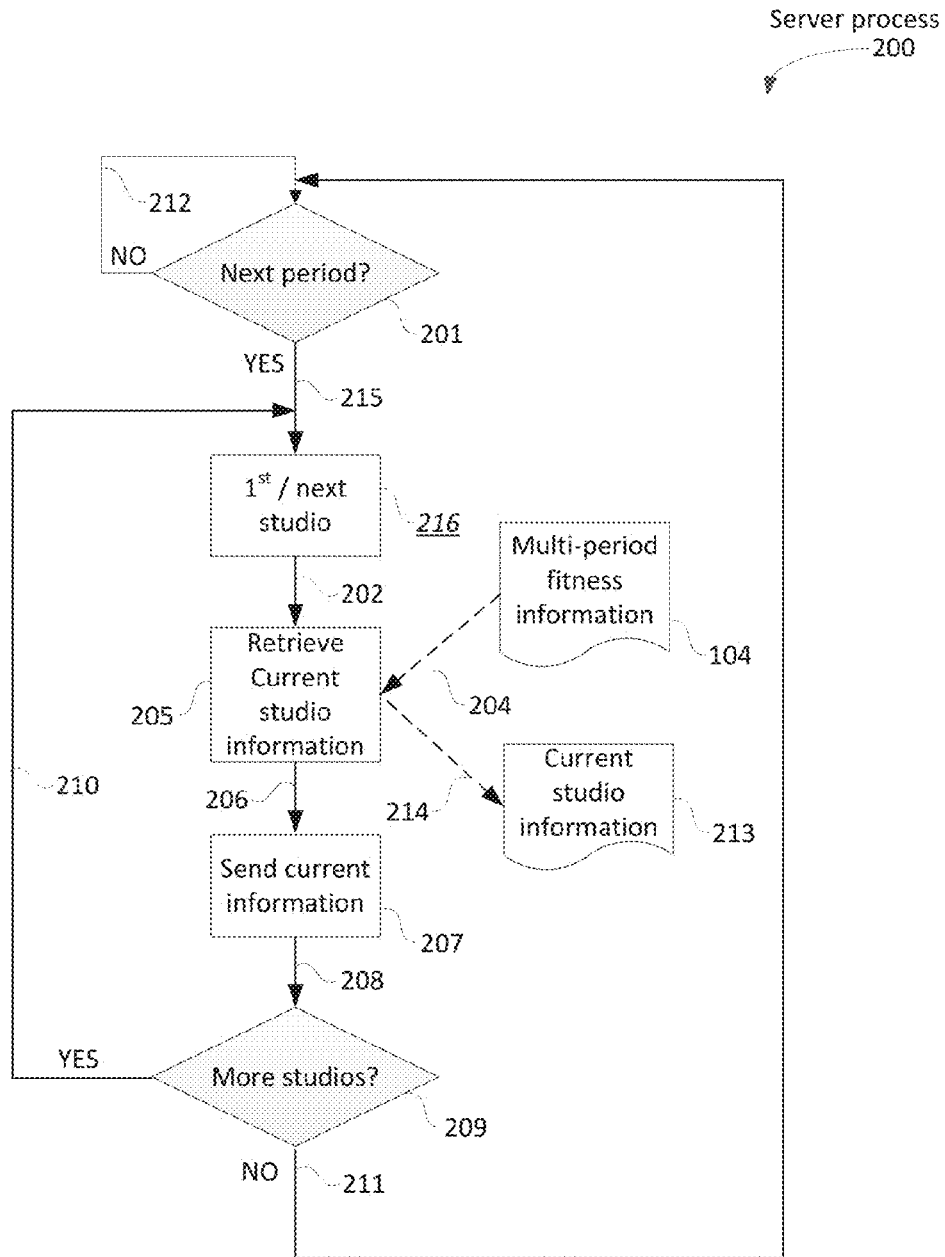 Server process
200
212
NO
Next period?
201
YES
215
1st / next
studio
216
Multi-period
fitness
information
202
104
Retrieve
Current
studio
information
205
204
Current
studio
information
210
206
214
213
Send current
information
207
208
YES
More studios?
209
NO
211